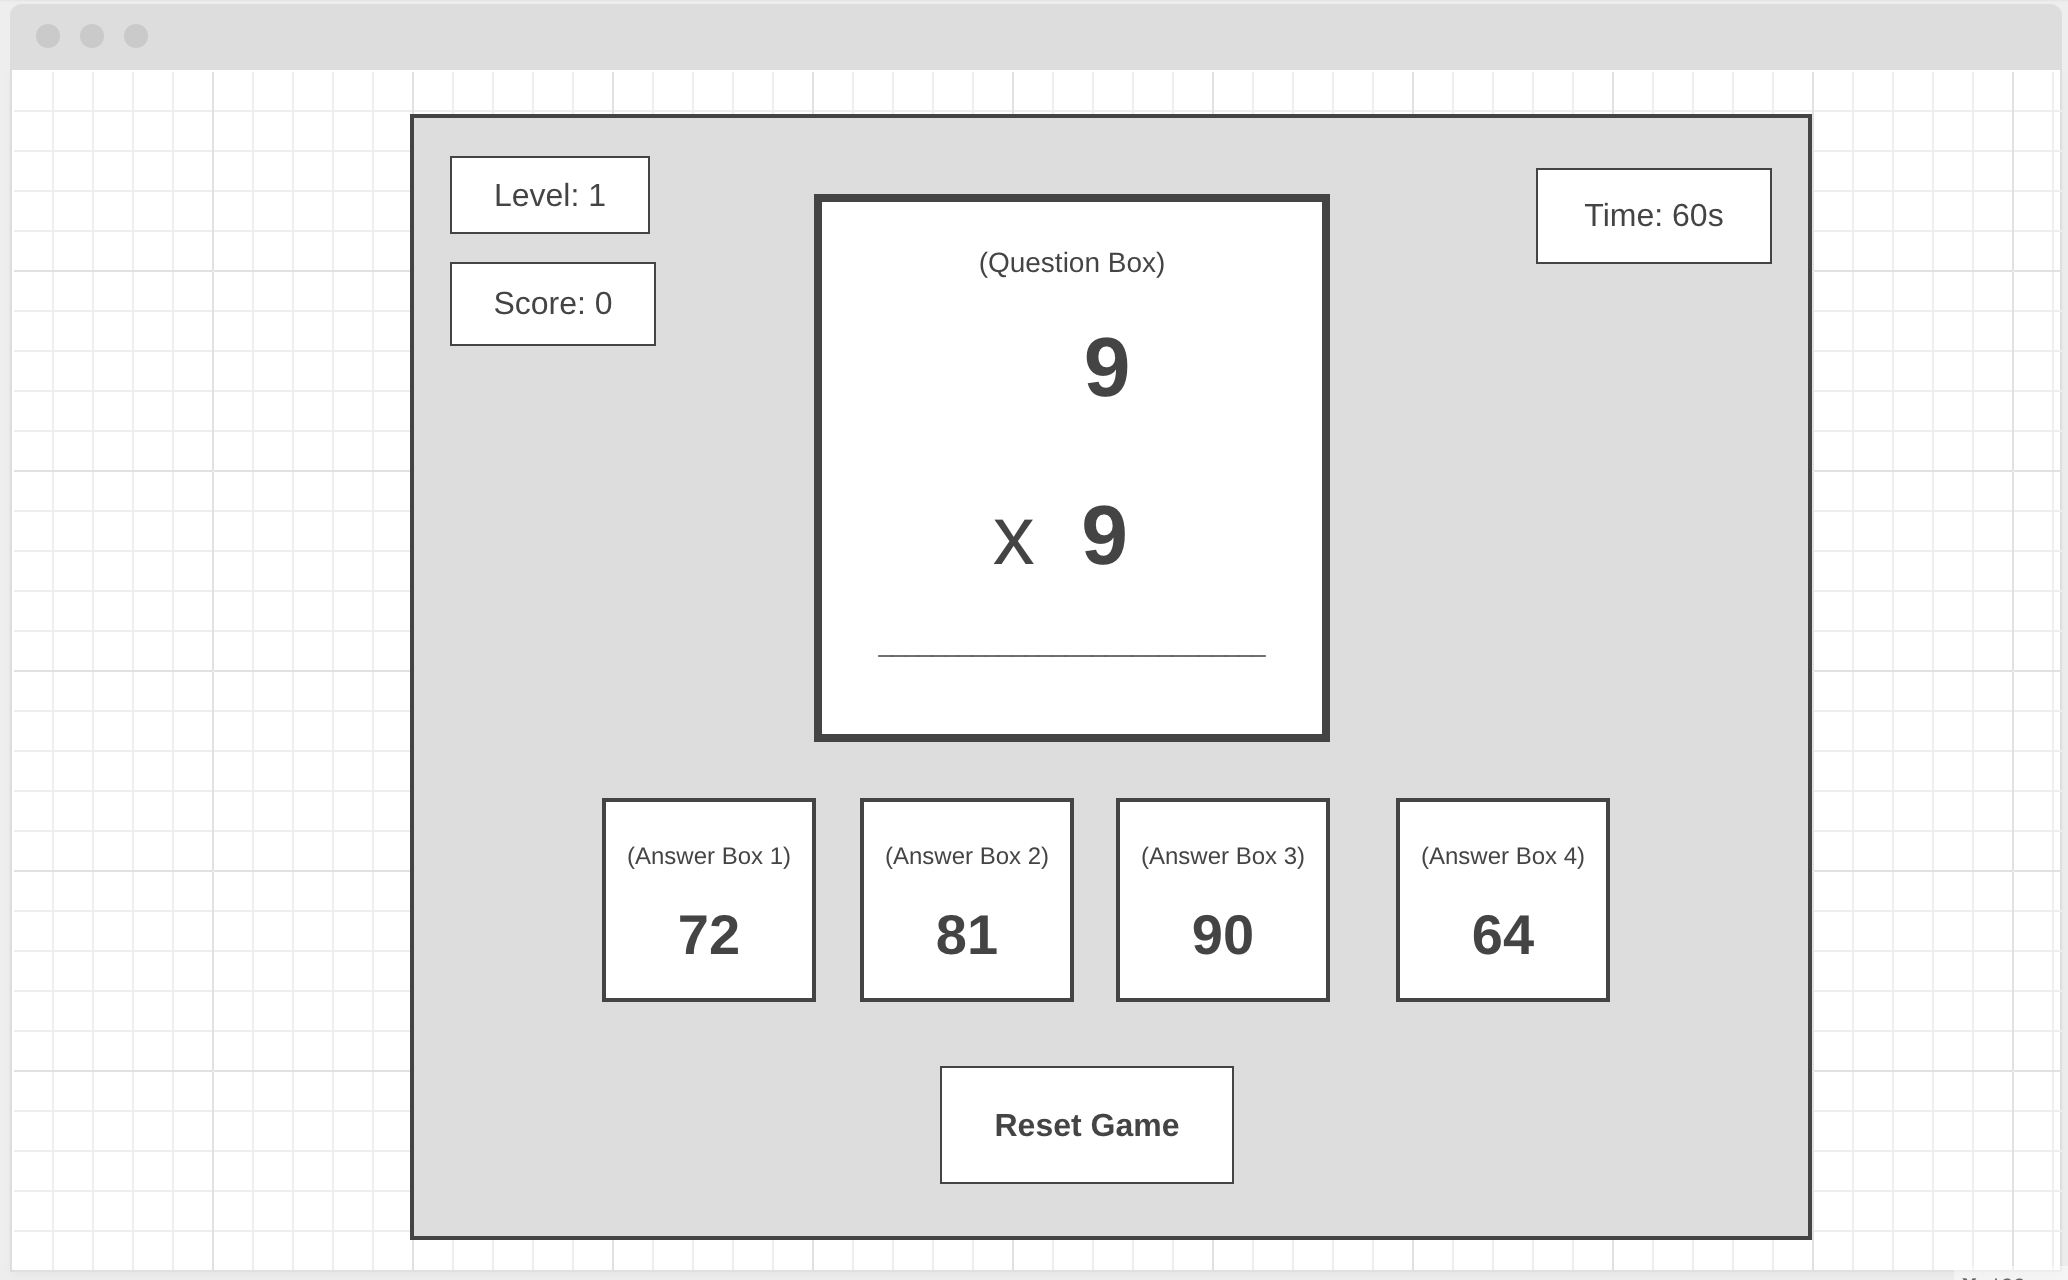 Level: 1
Score: 0
Time: 60s
(Question Box)
9
x 9
(Answer Box 1)
72
(Answer Box 2)
81
(Answer Box 3)
90
(Answer Box 4)
64
Reset Game